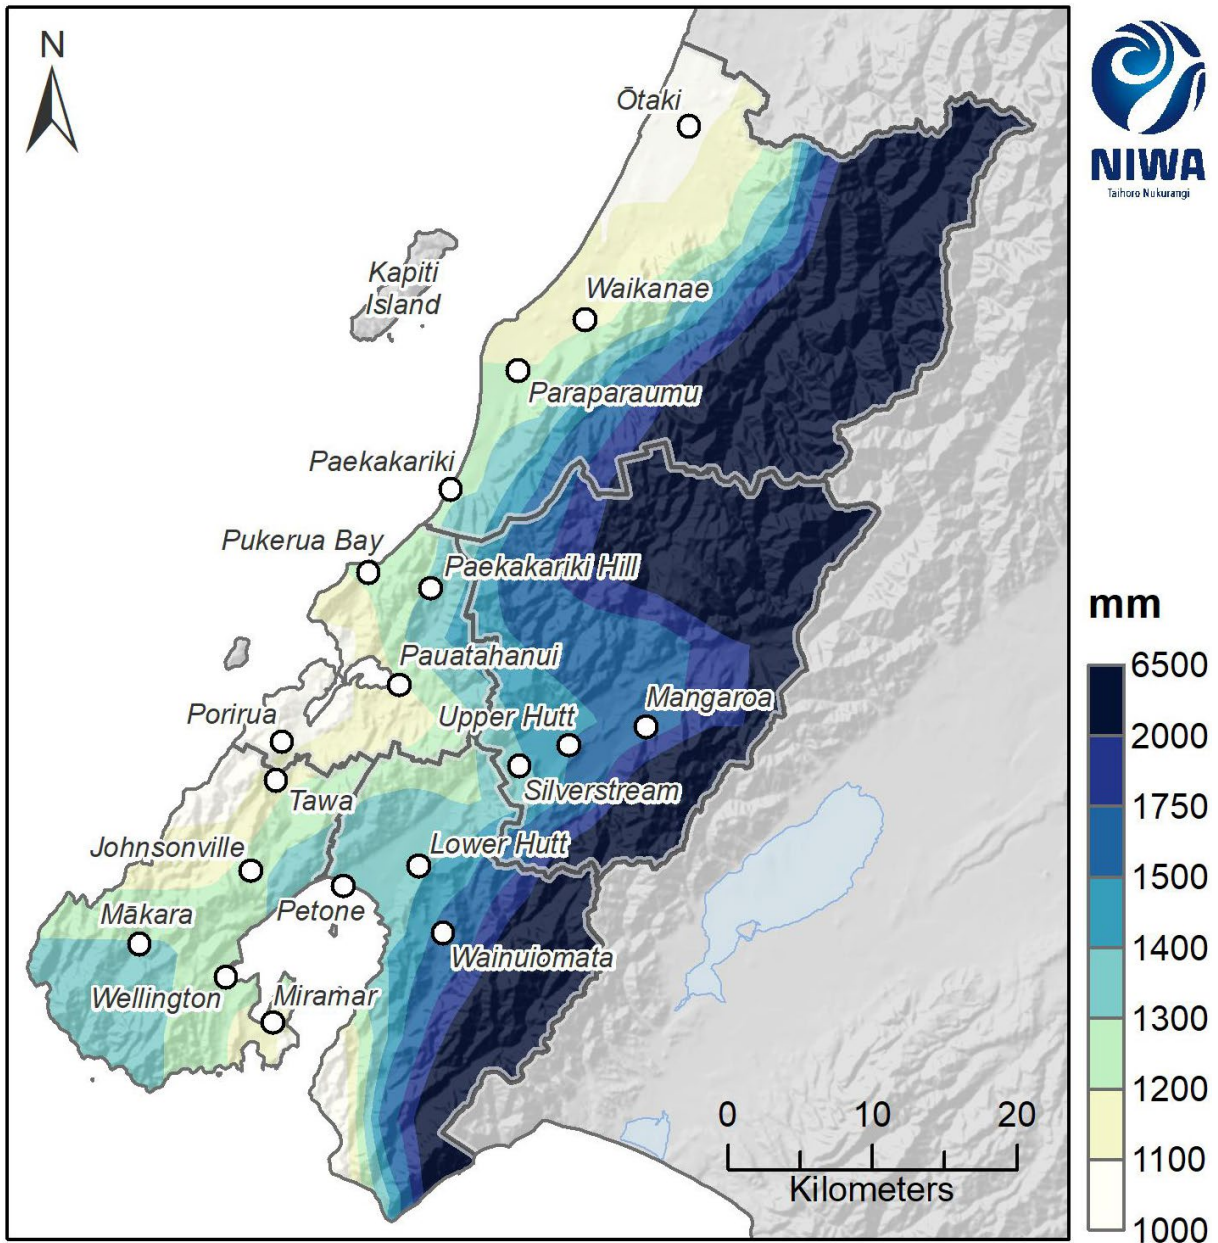 N
Ōtaki
NIWA
Taihoro Nukurangi
Kapiti
Island
Waikanae
Paraparaumu
Paekakariki
Pukerua Bay
Paekakariki Hill
Pauatahanui
Mangaroa
Porirua
Upper Hutt
Silverstream
Tawa
Johnsonville
Lower Hutt
Mākara
Petone
Wainuiomata
Wellington
Miramar
0 10 20
Kilometers
mm
6500
2000
1750
1500
1400
1300
1200
1100
1000